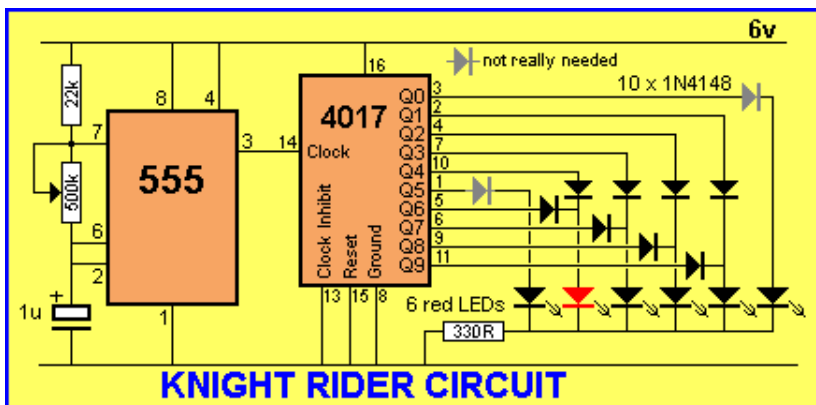 6v
not really needed
16
22k
8
4
10 x 1N4148
7
3
14
4017
Clock
555
500k
6
2
1u
+
1
Q0 3
Q1 2
Q2 4
Q3 7
Q4 10
Q5 1
Q6 5
Q7 6
Q8 9
Q9 11
Clock Inhibit
Reset
Ground
13 15 8
6 red LEDs
330R
KNIGHT RIDER CIRCUIT